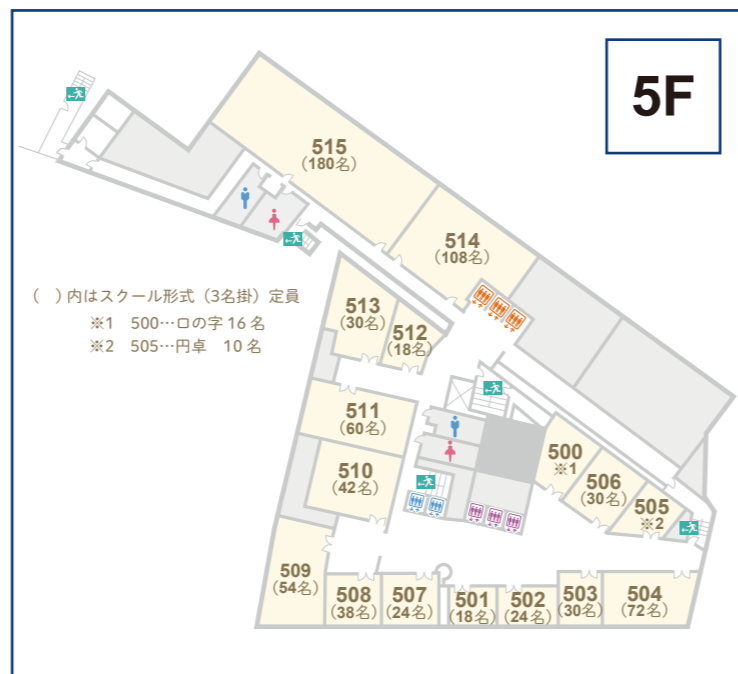 5F
515
（180名）
514
（108名）
（　）内はスクール形式（3名掛）定員
※1　500…ロの字 16 名
※2　505…円卓　10 名
513
（30名）
512
（18名）
511
（60名）
510
（42名）
500
※1
506
（30名）
505
※2
509
（54名）
508
（38名）
507
（24名）
501
（18名）
502
（24名）
503
（30名）
504
（72名）